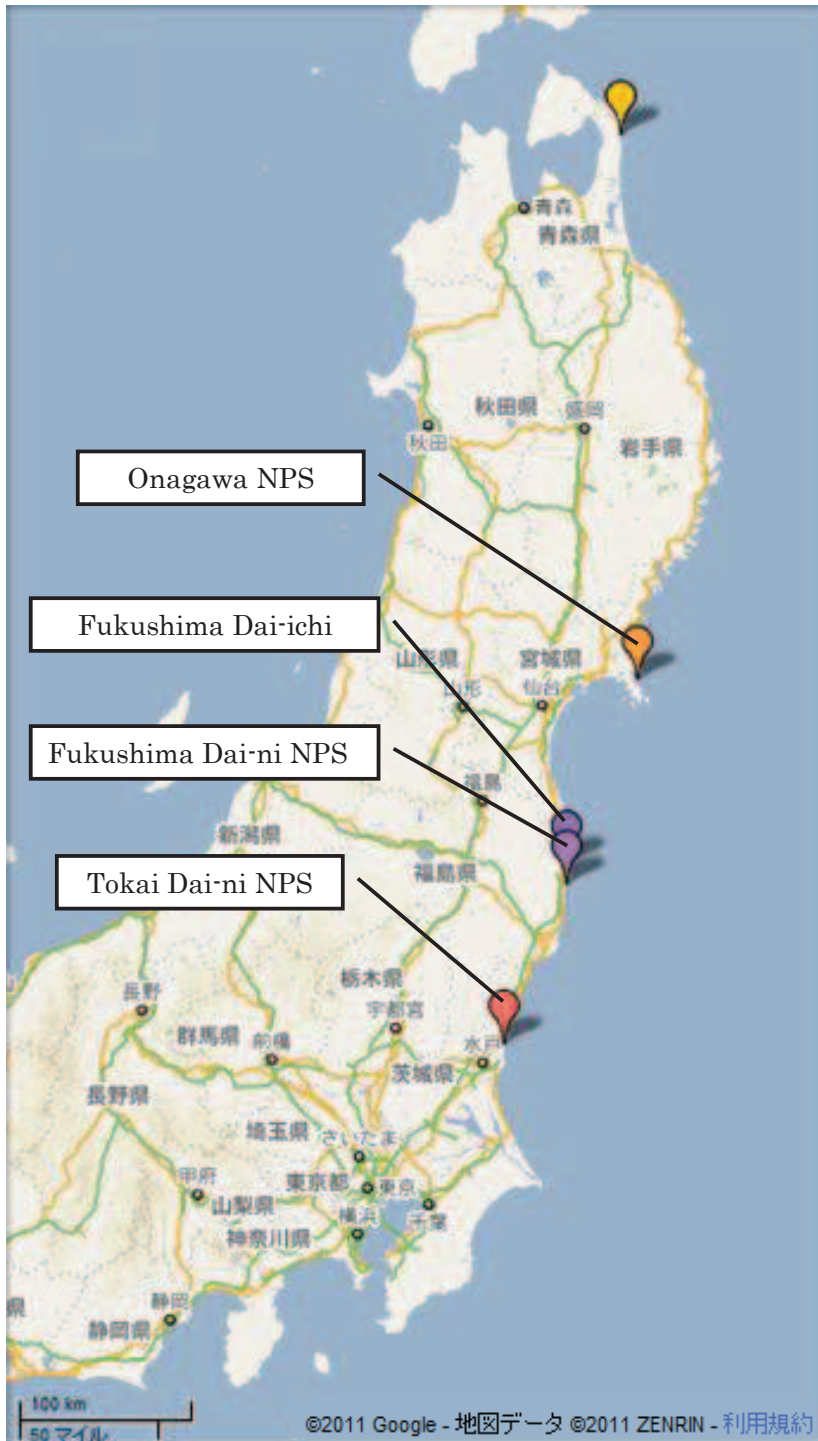 青森
青森県
秋田県
盛岡
秋田
岩手県
Onagawa NPS
Fukushima Dai-ichi
山形県
宮城県
山形
仙台
Fukushima Dai-ni NPS
福島
新潟県
福島県
Tokai Dai-ni NPS
栃木県
長野
宇都宮
群馬県
前橋
水戸
茨城県
長野県
埼玉県
さいたま
東京都
東京
甲府
山梨県
千葉
横浜
神奈川県
静岡
県
静岡県
100 km
50 マイル
©2011 Google - 地図データ ©2011 ZENRIN - 利用規約